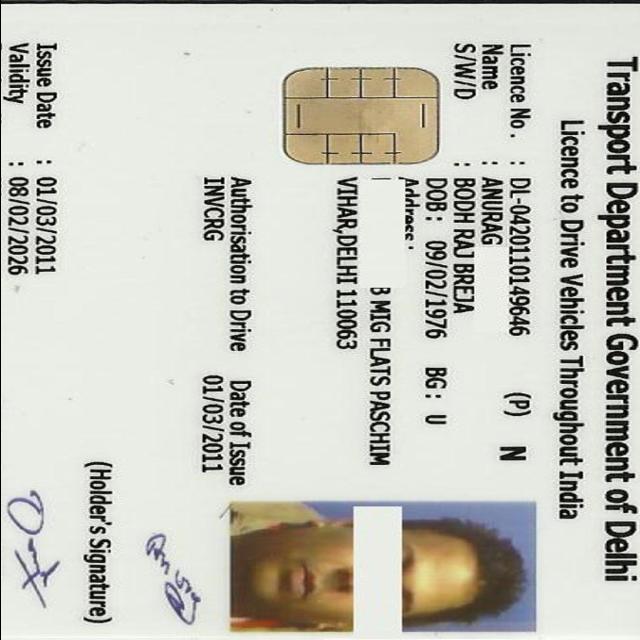 Transport Department Government of Delhi
Licence to Drive Vehicles Throughout India
Licence No. : DL-0420110149646 (P) N
Name : ANURAG
S/W/D : BODH RAJ BREJA
DOB : 09/02/1976 BG : U
Address :
B MIG FLATS PASCHIM
VIHAR,DELHI 110063
Authorisation to Drive Date of Issue
INVCRG 01/03/2011
(Holder's Signature)
Issue Date : 01/03/2011
Validity : 08/02/2026